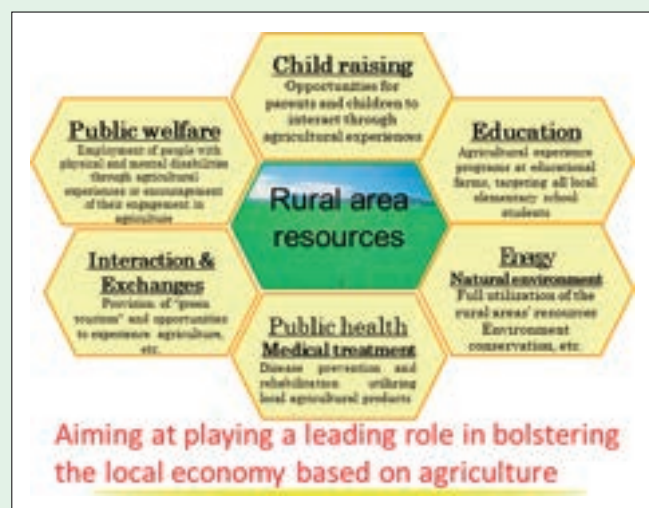 Child raising
Opportunities for
parents and children to
interact through
agricultural experiences
Public welfare
Employment of people with
physical and mental disabilities
through agricultural
experiences or encouragement
of their engagement in
agriculture
Education
Agricultural experience
programs at educational
farms, targeting all local
elementary school
students
Rural area
resources
Interaction &
Exchanges
Provision of "green
tourism" and opportunities
to experience agriculture,
etc.
Enagy
Natural environment
Full utilization of the
rural areas' resources
Environment
conservation, etc.
Public health
Medical treatment
Disease prevention and
rehabilitation utilizing
local agricultural products
Aiming at playing a leading role in bolstering
the local economy based on agriculture